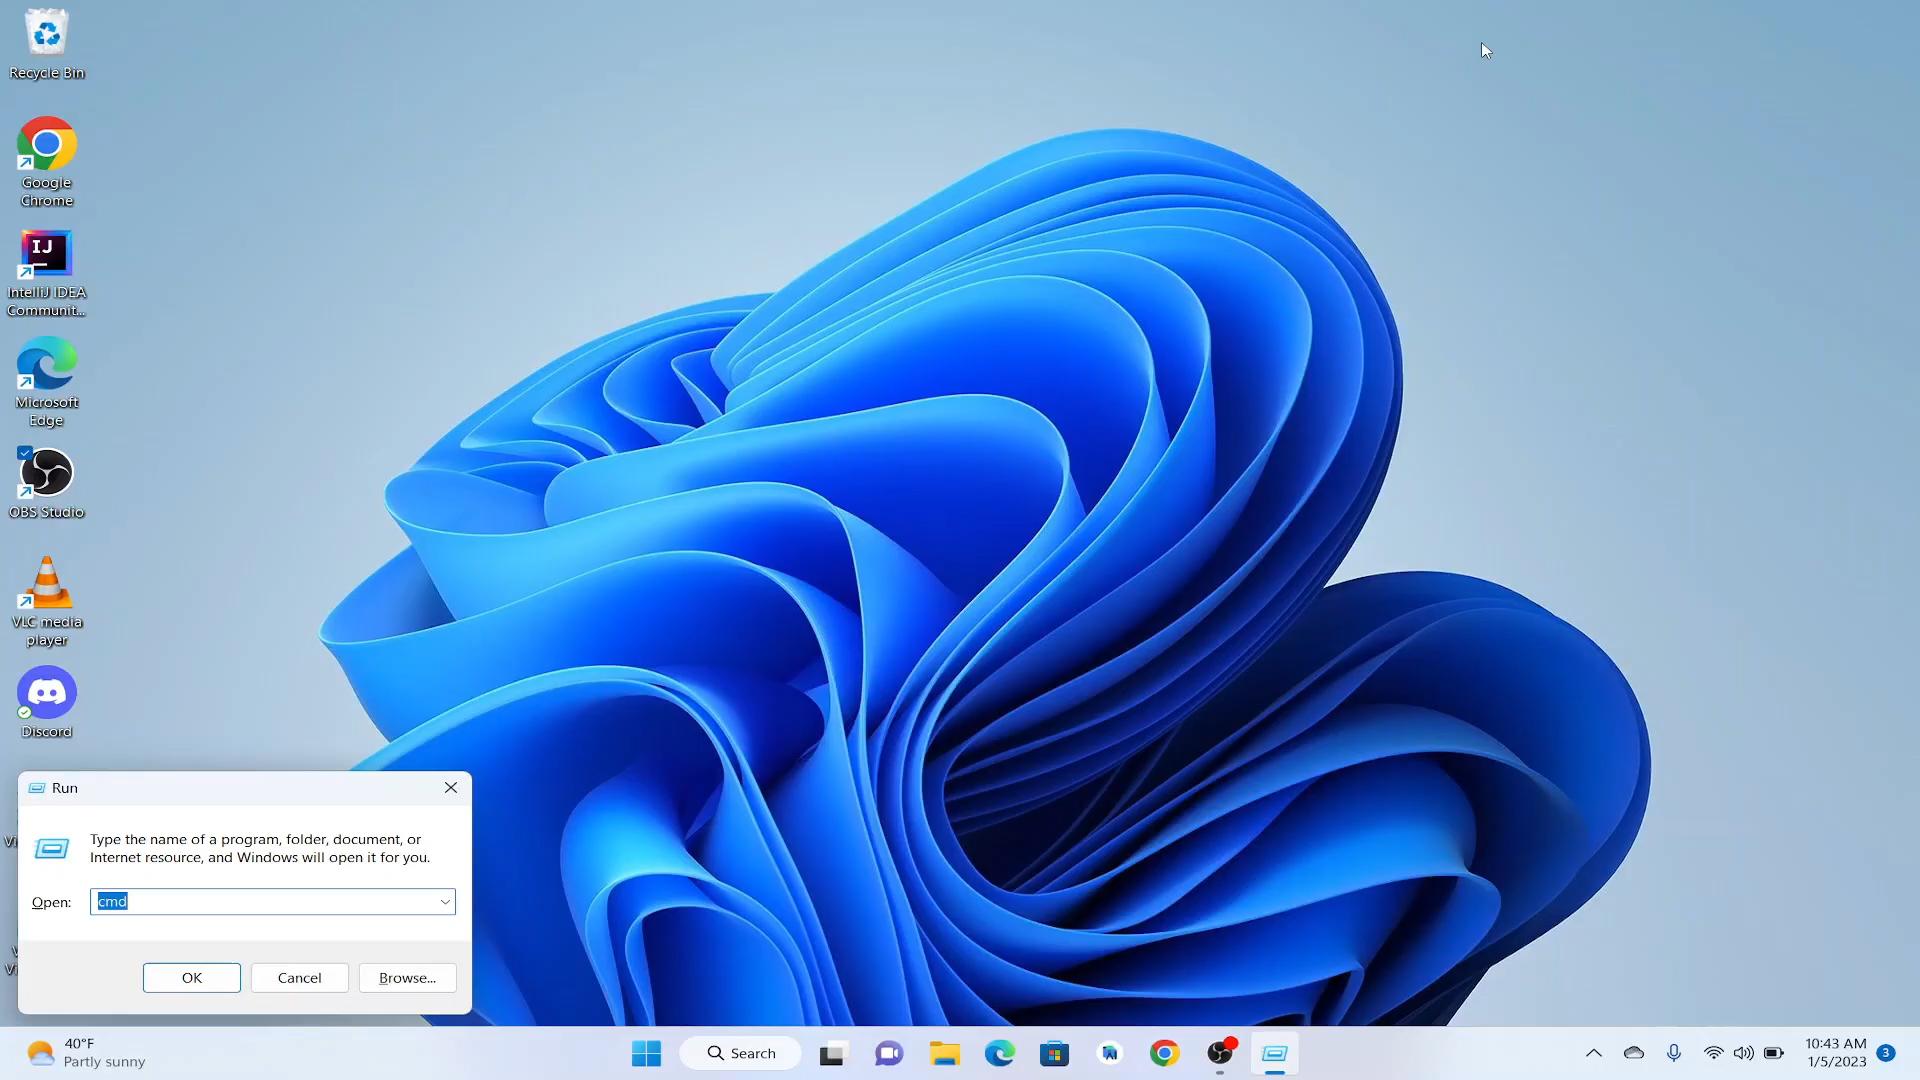 Recycle Bin
Google
Chrome
IJ
IntelliJ IDEA
Communit...
Microsoft
Edge
OBS Studio
VLC media
player
Discord
Run
Type the name of a program, folder, document, or
Internet resource, and Windows will open it for you.
Open:
cmd
OK
Cancel
Browse...
40°F
Partly sunny
Search
10:43 AM
1/5/2023
3